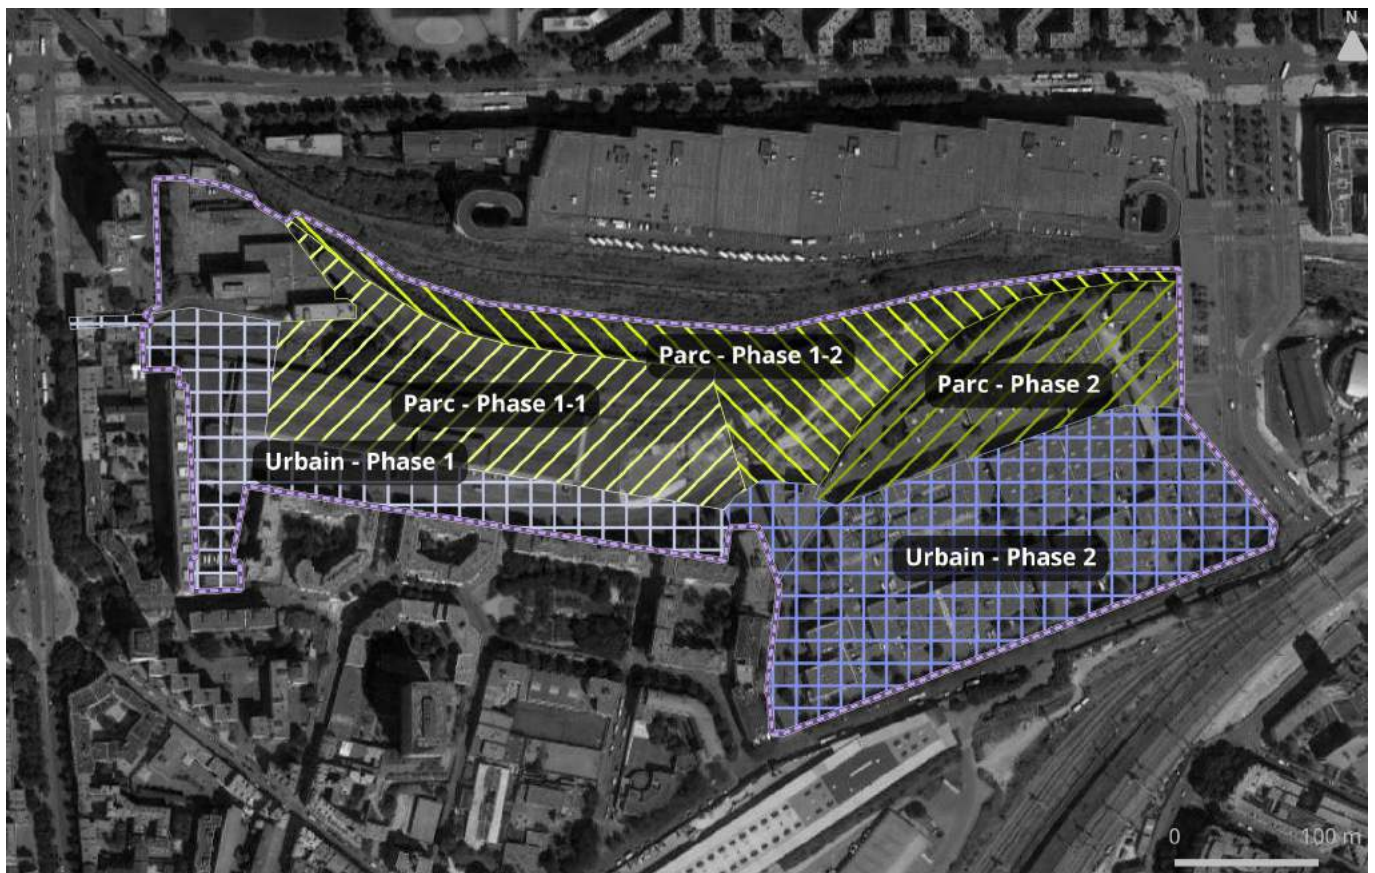 N
Parc - Phase 1-2
Parc - Phase 2
Parc - Phase 1-1
Urbain - Phase 1
Urbain - Phase 2
0 100 m